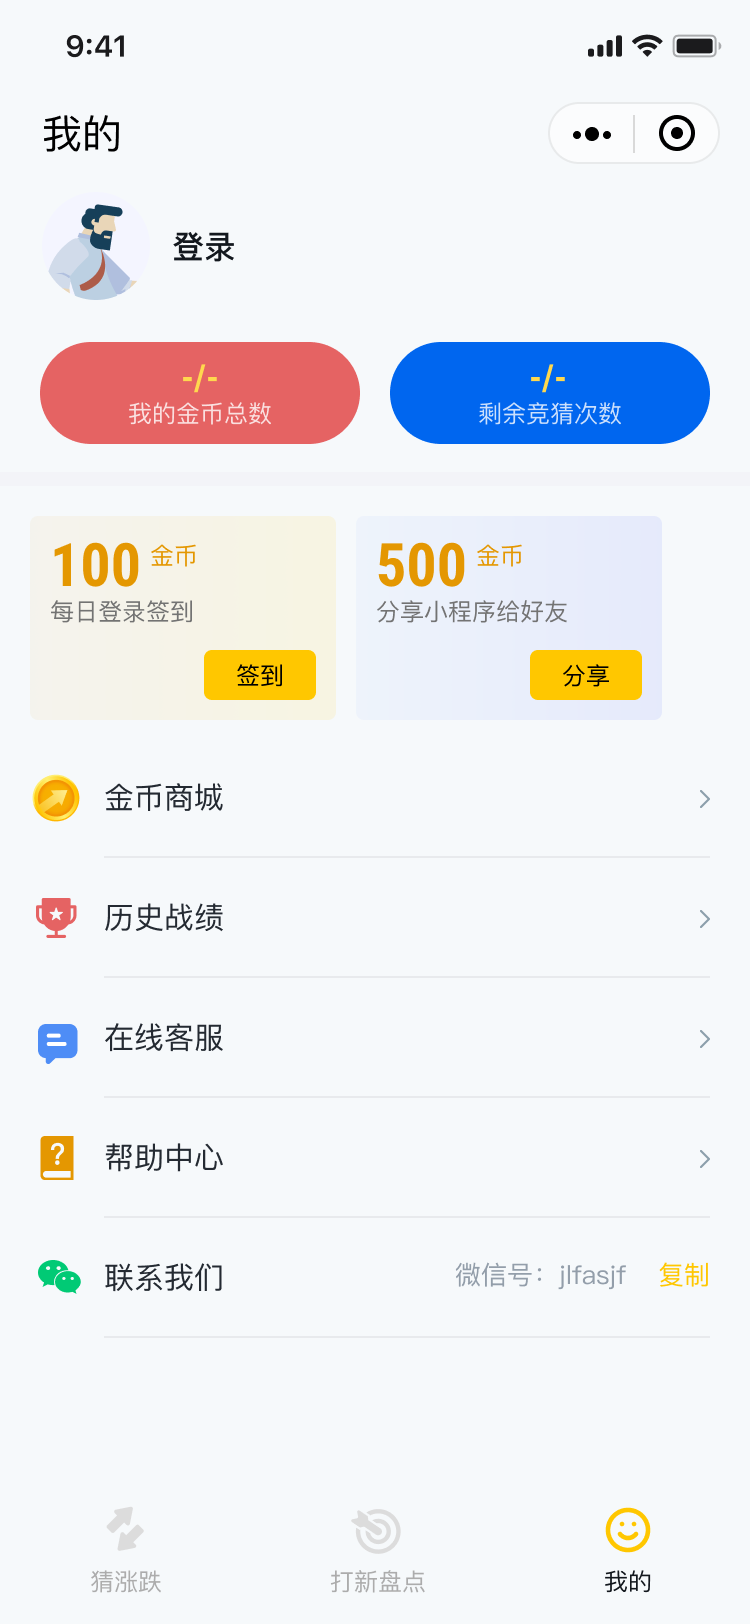 9:41
我的
登录
-/-
我的金币总数
-/-
剩余竞猜次数
100 金币
每日登录签到
签到
500 金币
分享小程序给好友
分享
金币商城
历史战绩
在线客服
?
帮助中心
联系我们 微信号：jlfasjf 复制
猜涨跌 打新盘点 我的